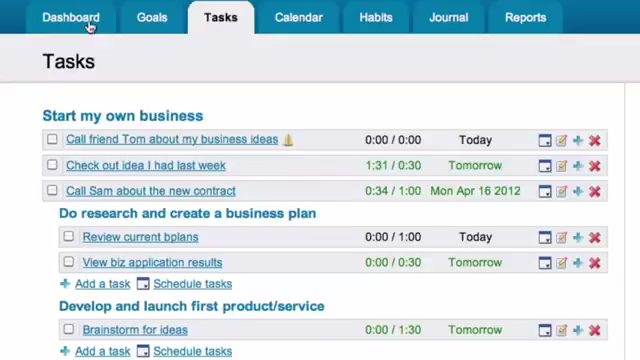 Dashboard Goals Tasks Calendar Habits Journal Reports
Tasks
Start my own business
Call friend Tom about my business ideas 0:00 / 0:00 Today
Check out idea I had last week 1:31 / 0:30 Tomorrow
Call Sam about the new contract 0:34 / 1:00 Mon Apr 16 2012
Do research and create a business plan
Review current bplans 0:00 / 1:00 Today
View biz application results 0:00 / 0:30 Tomorrow
Add a task Schedule tasks
Develop and launch first product/service
Brainstorm for ideas 0:00 / 1:30 Tomorrow
Add a task Schedule tasks